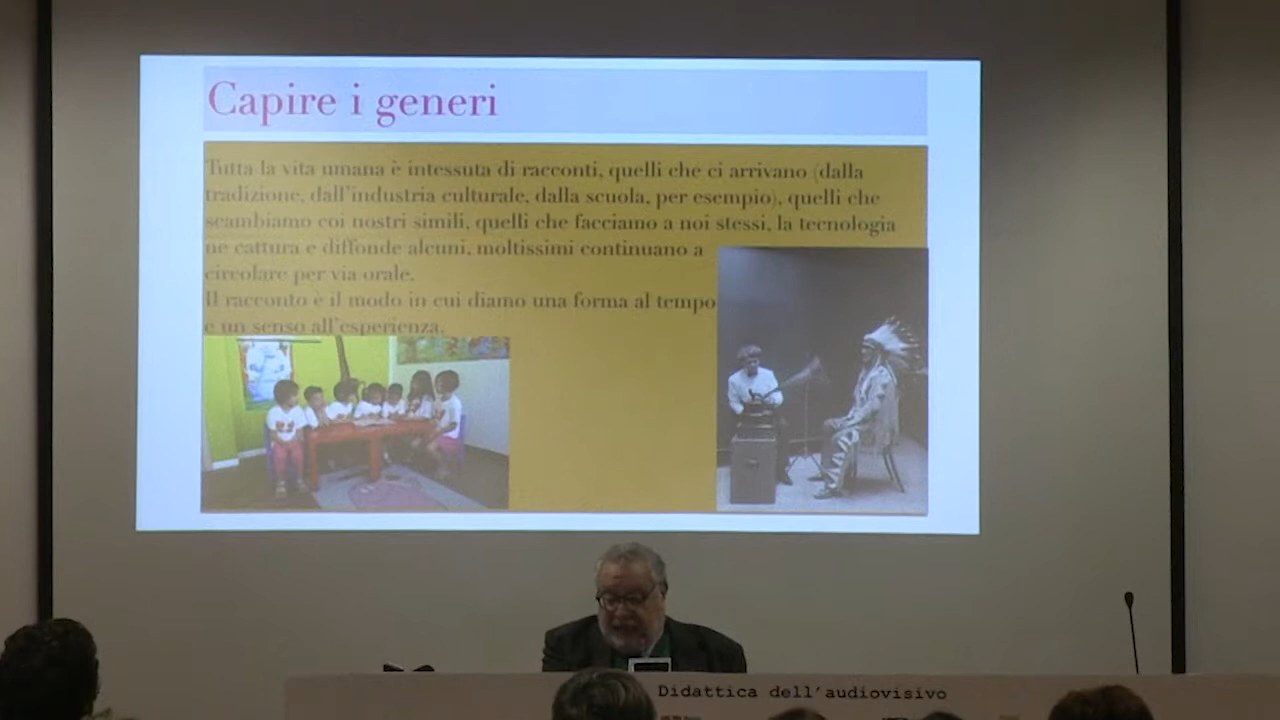 Capire i generi
Tutta la vita umana è intessuta di racconti, quelli che ci arrivano (dalla
tradizione, dall'industria culturale, dalla scuola, per esempio), quelli che
scambiamo coi nostri simili, quelli che facciamo a noi stessi, la tecnologia
ne cattura e diffonde alcuni, moltissimi continuano a
circolare per via orale.
Il racconto è il modo in cui diamo una forma al tempo
e un senso all'esperienza.
Didattica dell'audiovisivo